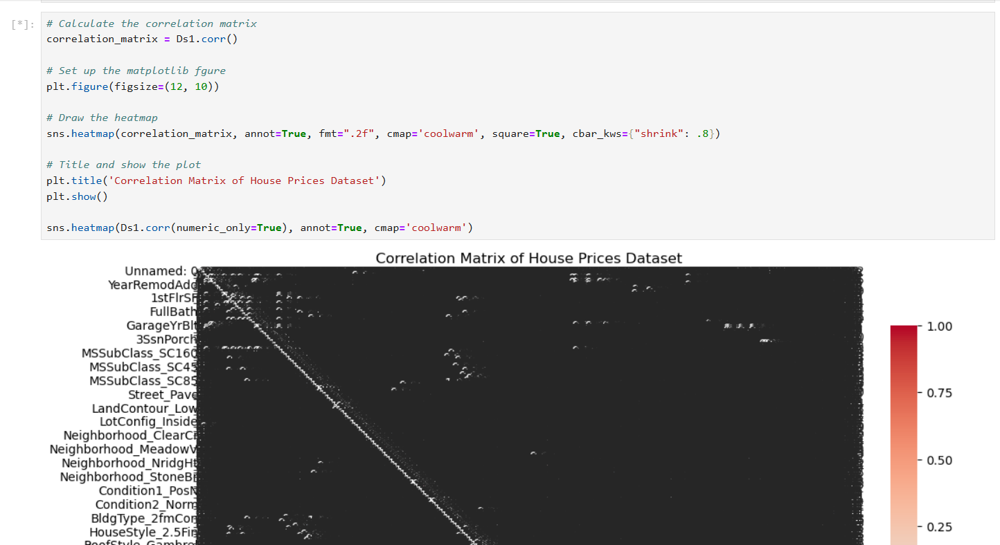 [*]:
# Calculate the correlation matrix
correlation_matrix = Ds1.corr()
# Set up the matplotlib fgure
plt.figure(figsize=(12, 10))
# Draw the heatmap
sns.heatmap(correlation_matrix, annot=True, fmt=".2f", cmap='coolwarm', square=True, cbar_kws={"shrink": .8})
# Title and show the plot
plt.title('Correlation Matrix of House Prices Dataset')
plt.show()
sns.heatmap(Ds1.corr(numeric_only=True), annot=True, cmap='coolwarm')
Correlation Matrix of House Prices Dataset
Unnamed: 0
YearRemodAdd
1stFlrSF
FullBath
GarageYrBlt
3SsnPorch
MSSubClass_SC160
MSSubClass_SC45
MSSubClass_SC85
Street_Pave
LandContour_Low
LotConfig_Inside
Neighborhood_ClearCr
Neighborhood_MeadowV
Neighborhood_NridgHt
Neighborhood_StoneBr
Condition1_PosN
Condition2_Norm
BldgType_2fmCon
HouseStyle_2.5Fin
RoofStyle_Gambrel
1.00
0.75
0.50
0.25